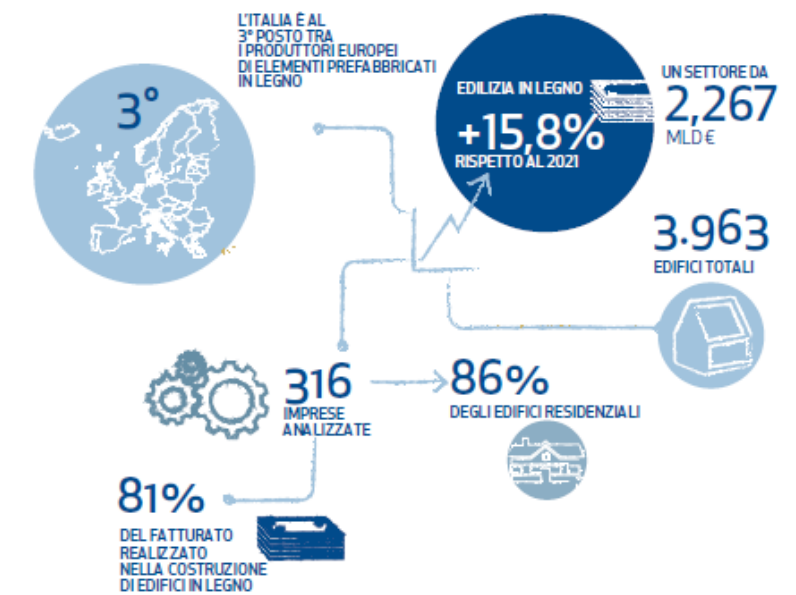 L'ITALIA È AL
3° POSTO TRA
I PRODUTTORI EUROPEI
DI ELEMENTI PREFABBRICATI
IN LEGNO
3°
EDILIZIA IN LEGNO
+15,8%
RISPETTO AL 2021
UN SETTORE DA
2,267
MLD €
3.963
EDIFICI TOTALI
316
IMPRESE
ANALIZZATE
86%
DEGLI EDIFICI RESIDENZIALI
81%
DEL FATTURATO
REALIZZATO
NELLA COSTRUZIONE
DI EDIFICI IN LEGNO